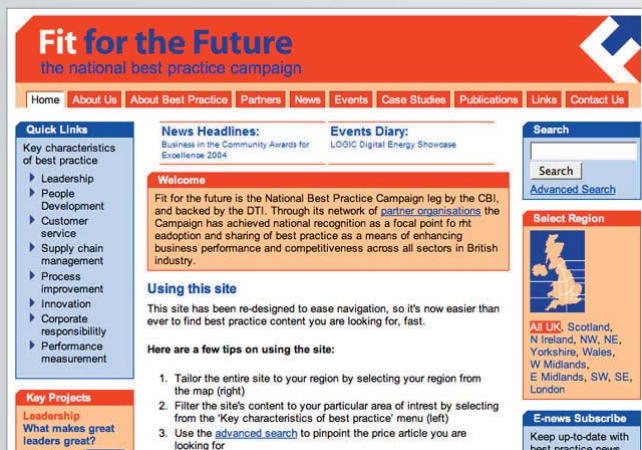 Fit for the Future
the national best practice campaign
Home About Us About Best Practice Partners News Events Case Studies Publications Links Contact Us
Quick Links
Key characteristics
of best practice
Leadership
People
Development
Customer
service
Supply chain
management
Process
improvement
Innovation
Corporate
responsibilitly
Performance
measurement
Key Projects
Leadership
What makes great
leaders great?
News Headlines:
Business in the Community Awards for
Excellense 2004
Events Diary:
LOGIC Digital Energy Showcase
Welcome
Fit for the future is the National Best Practice Campaign leg by the CBI,
and backed by the DTI. Through its network of partner organisations the
Campaign has achieved national recognition as a focal point fo rht
eadoption and sharing of best practice as a means of enhancing
business performance and competitiveness across all sectors in British
industry.
Using this site
This site has been re-designed to ease navigation, so it's now easier than
ever to find best practice content you are looking for, fast.
Here are a few tips on using the site:
1. Tailor the entire site to your region by selecting your region from
the map (right)
2. Filter the site's content to your particular area of intrest by selecting
from the 'Key characteristics of best practice' menu (left)
3. Use the advanced search to pinpoint the price article you are
looking for
Search
Search
Advanced Search
Select Region
All UK, Scotland,
N Ireland, NW, NE,
Yorkshire, Wales,
W Midlands,
E Midlands, SW, SE,
London
E-news Subscribe
Keep up-to-date with
best practice news